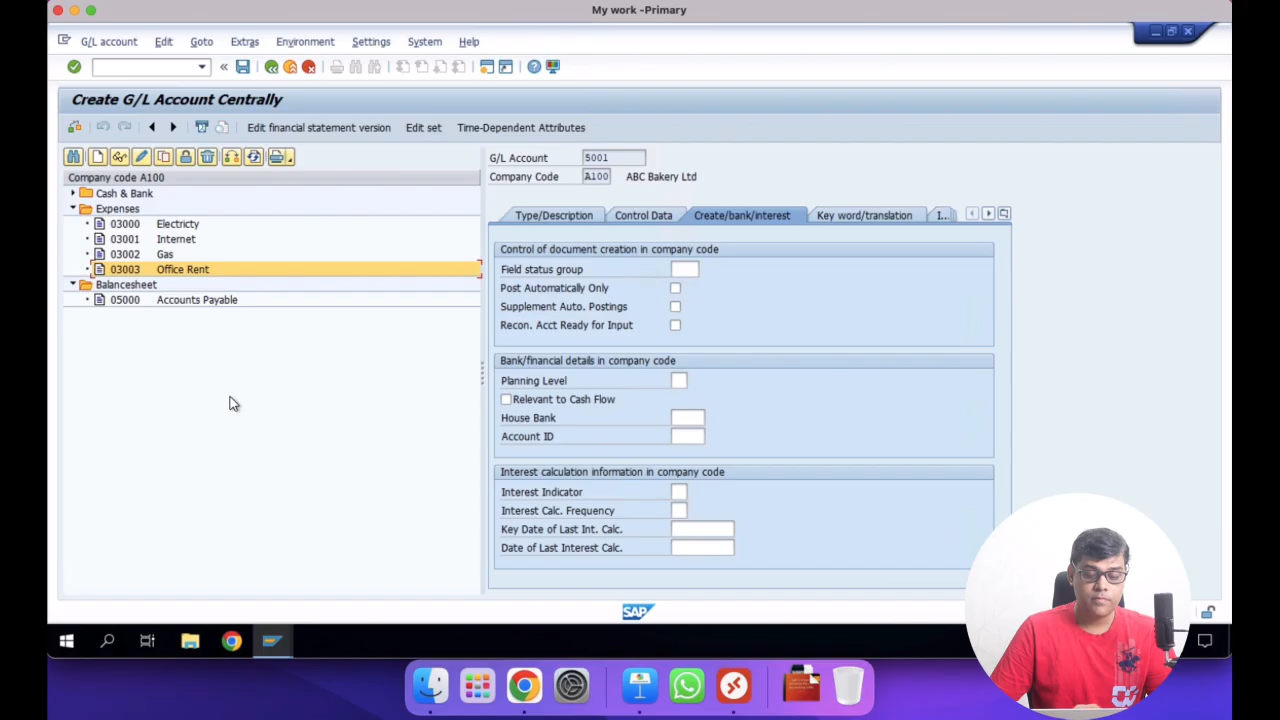 My work -Primary
G/L account Edit Goto Extras Environment Settings System Help
Create G/L Account Centrally
Edit financial statement version Edit set Time-Dependent Attributes
Company code A100
Cash & Bank
Expenses
03000 Electricty
03001 Internet
03002 Gas
03003 Office Rent
Balancesheet
05000 Accounts Payable
G/L Account 5001
Company Code A100 ABC Bakery Ltd
Type/Description Control Data Create/bank/interest Key word/translation I...
Control of document creation in company code
Field status group
Post Automatically Only
Supplement Auto. Postings
Recon. Acct Ready for Input
Bank/financial details in company code
Planning Level
Relevant to Cash Flow
House Bank
Account ID
Interest calculation information in company code
Interest Indicator
Interest Calc. Frequency
Key Date of Last Int. Calc.
Date of Last Interest Calc.
SAP